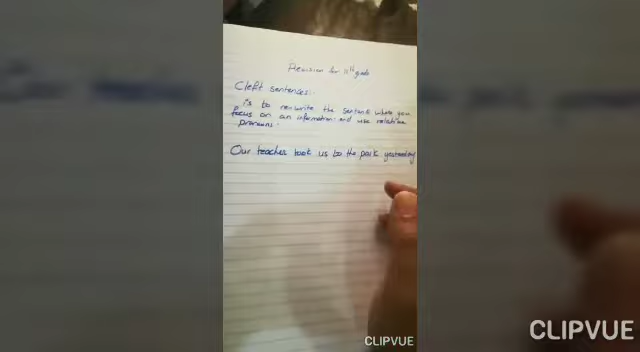 Revision for 11th grade
Cleft sentences:
is to re-write the sentence where you
focus on an information and use relative
pronouns.
Our teacher took us to the park yesterday
CLIPVUE
CLIPVUE